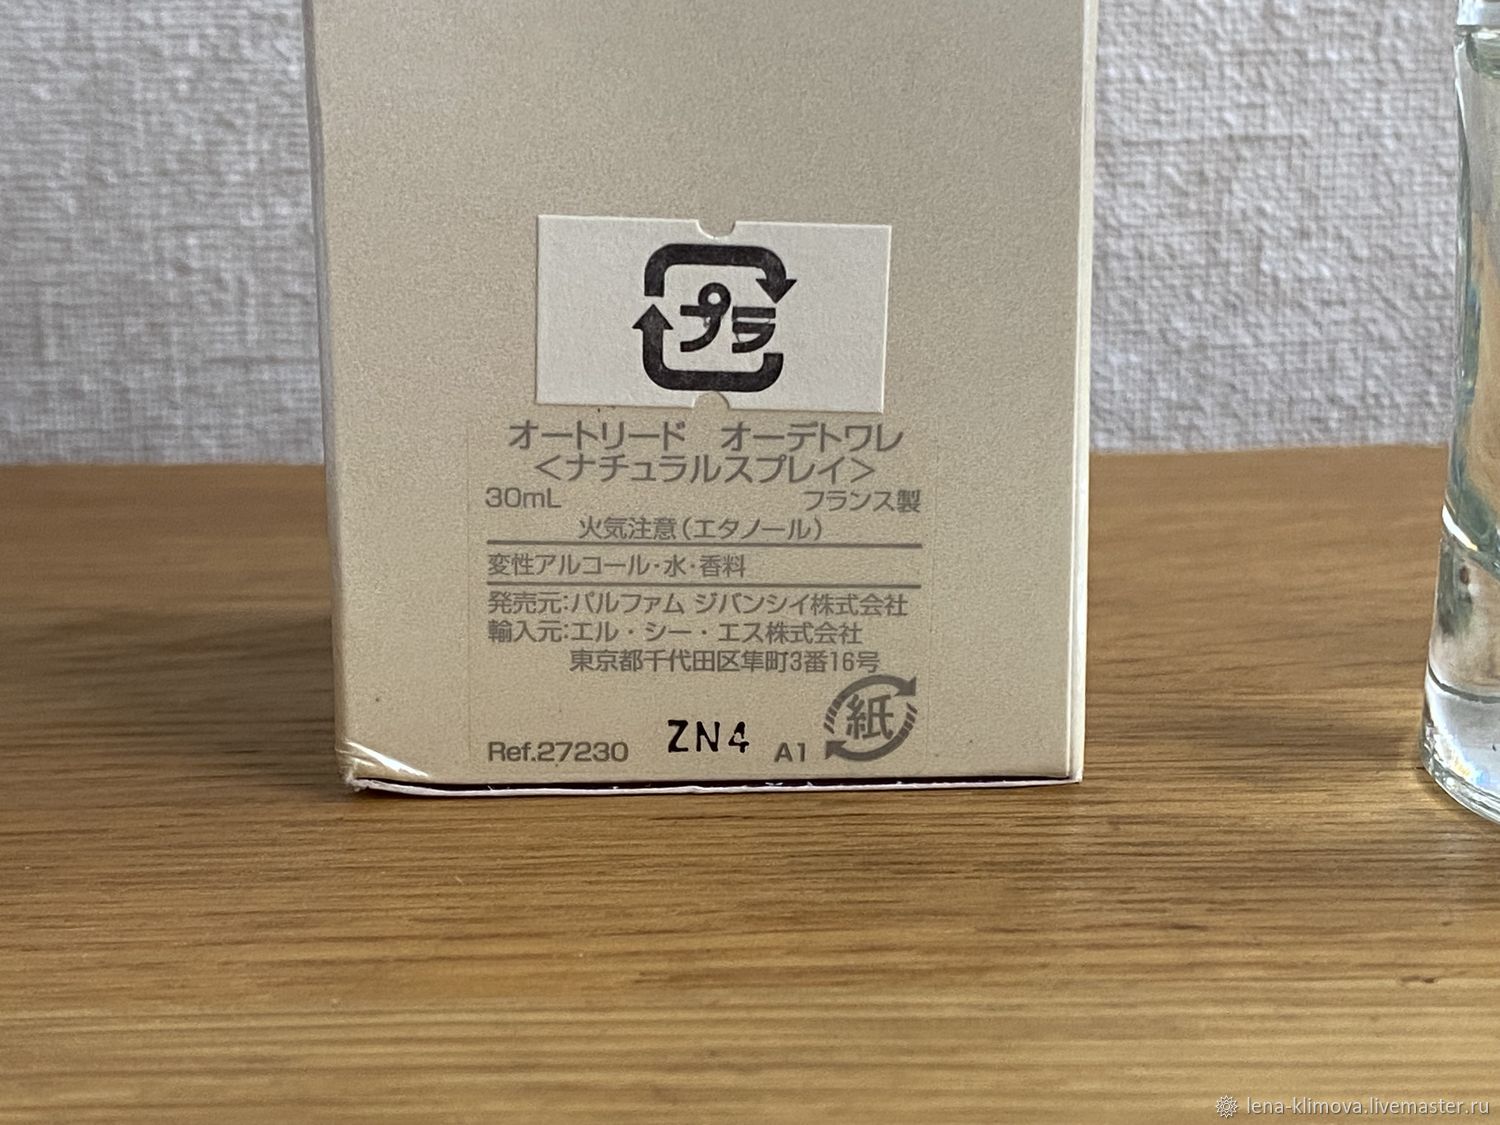 プラ
オートリード オーデトワレ
＜ナチュラルスプレイ＞
30mL フランス製
火気注意（エタノール）
変性アルコール・水・香料
発売元：パルファム ジバンシイ株式会社
輸入元：エル・シー・エス株式会社
東京都千代田区隼町3番16号
紙
Ref.27230 ZN4 A1
lena-klimova.livemaster.ru